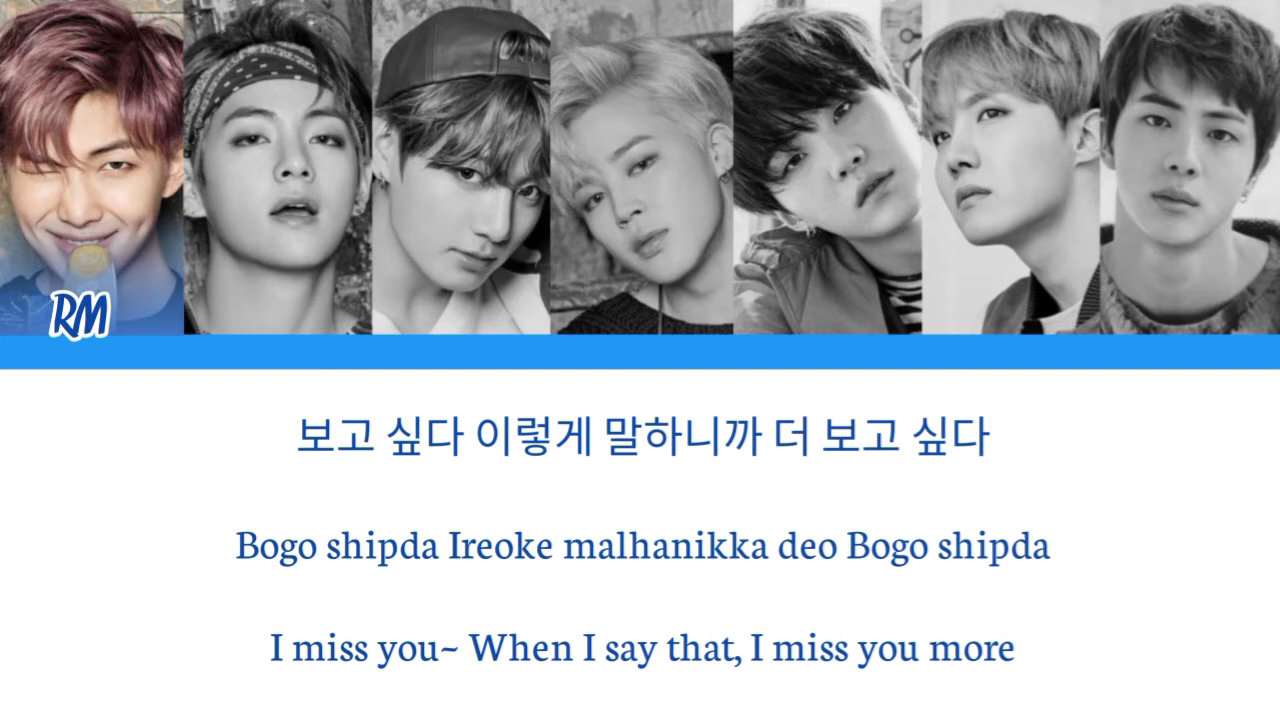 RM
보고 싶다 이렇게 말하니까 더 보고 싶다
Bogo shipda Ireoke malhanikka deo Bogo shipda
I miss you~ When I say that, I miss you more